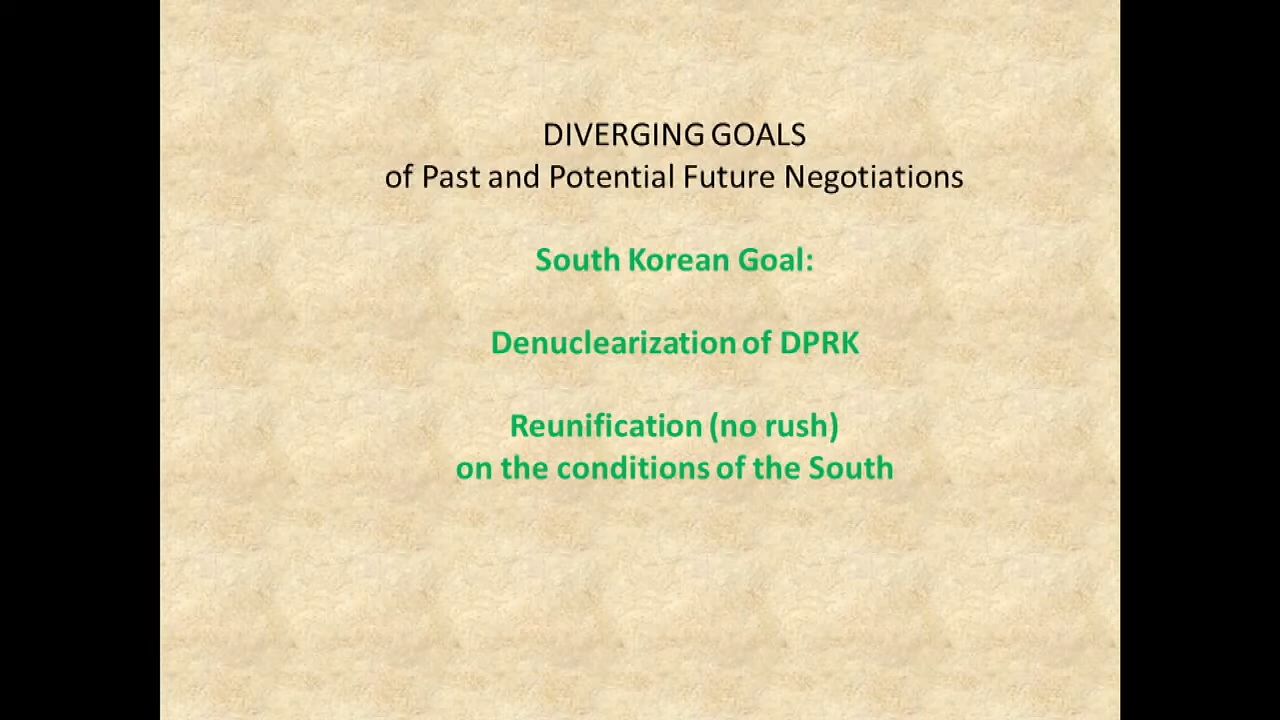 DIVERGING GOALS
of Past and Potential Future Negotiations
South Korean Goal:
Denuclearization of DPRK
Reunification (no rush)
on the conditions of the South